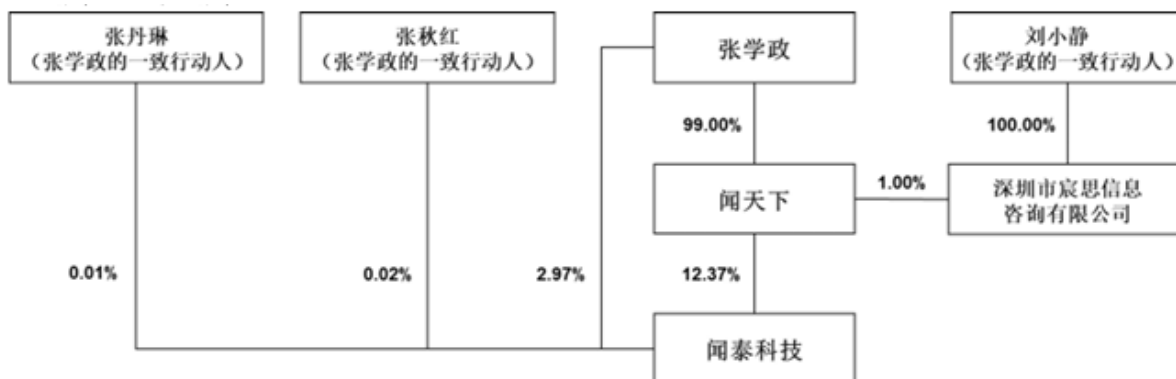 张丹琳
（张学政的一致行动人）
张秋红
（张学政的一致行动人）
张学政
刘小静
（张学政的一致行动人）
99.00%
100.00%
闻天下
1.00%
深圳市宸思信息
咨询有限公司
0.01%
0.02%
2.97%
12.37%
闻泰科技